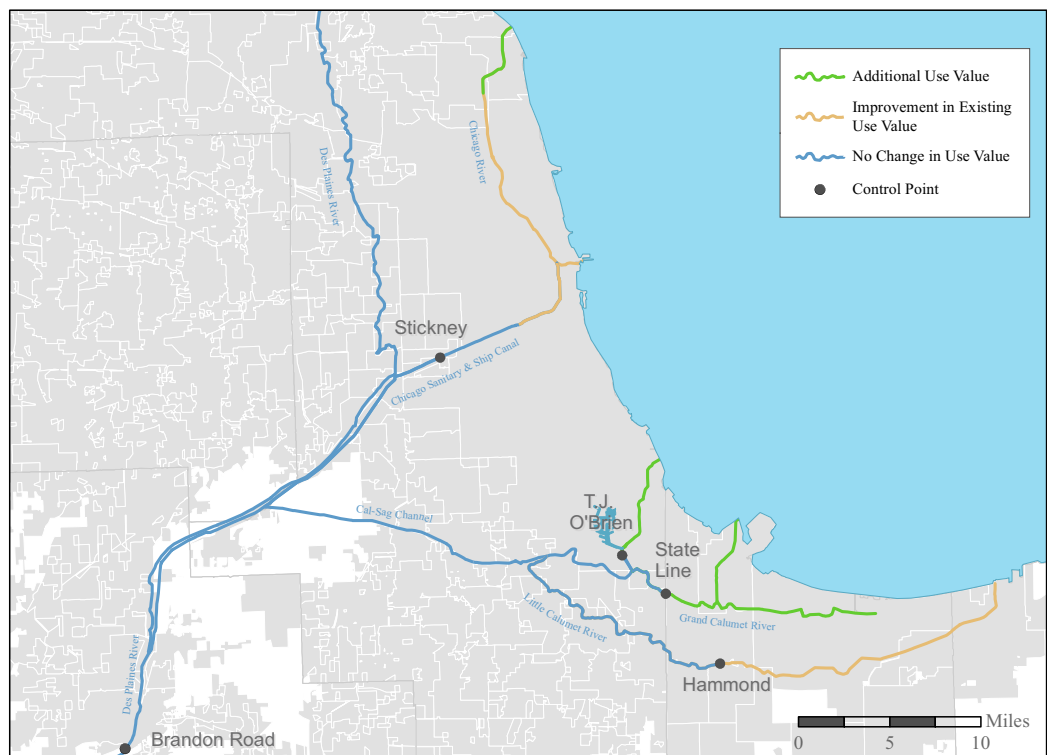 Additional Use Value
Improvement in Existing
Use Value
No Change in Use Value
Control Point
Chicago River
Des Plaines River
Stickney
Chicago Sanitary & Ship Canal
T.J.
O'Brien
Cal-Sag Channel
State
Line
Little Calumet River
Grand Calumet River
Hammond
Des Plaines River
Brandon Road
Miles
0 5 10